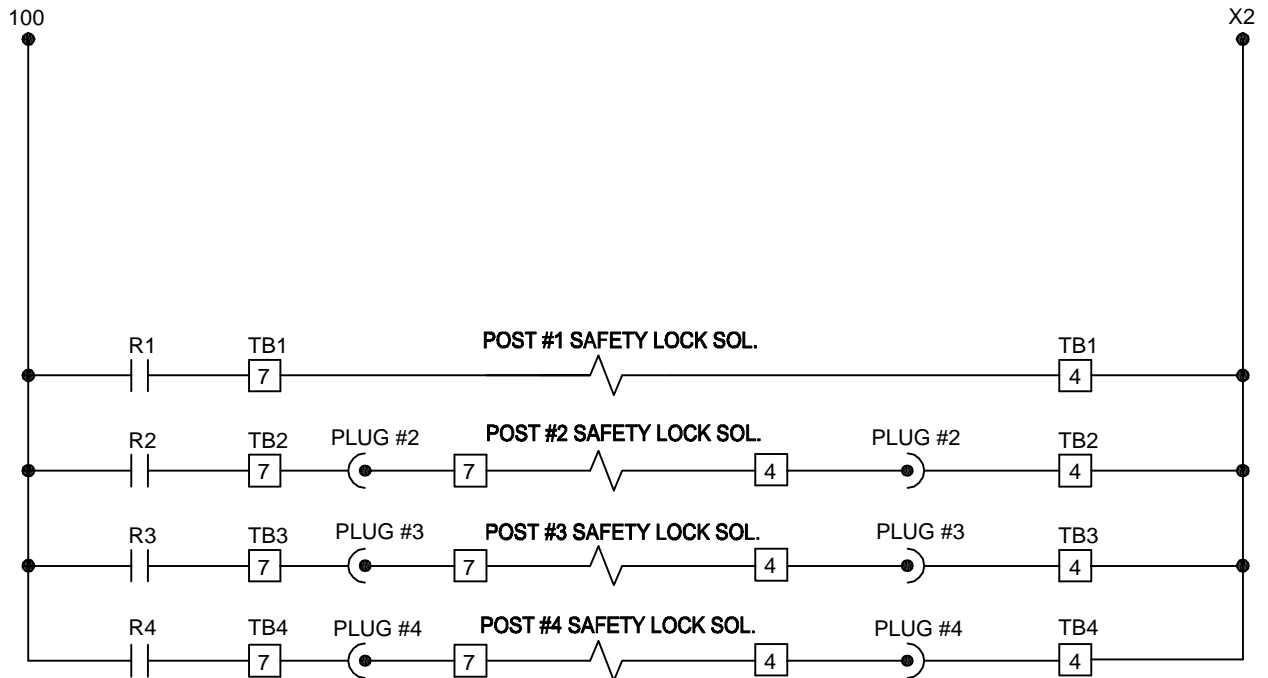 100 X2
POST #1 SAFETY LOCK SOL.
R1 TB1 TB1
7 4
POST #2 SAFETY LOCK SOL.
R2 TB2 PLUG #2 PLUG #2 TB2
7 7 4 4
POST #3 SAFETY LOCK SOL.
R3 TB3 PLUG #3 PLUG #3 TB3
7 7 4 4
POST #4 SAFETY LOCK SOL.
R4 TB4 PLUG #4 PLUG #4 TB4
7 7 4 4